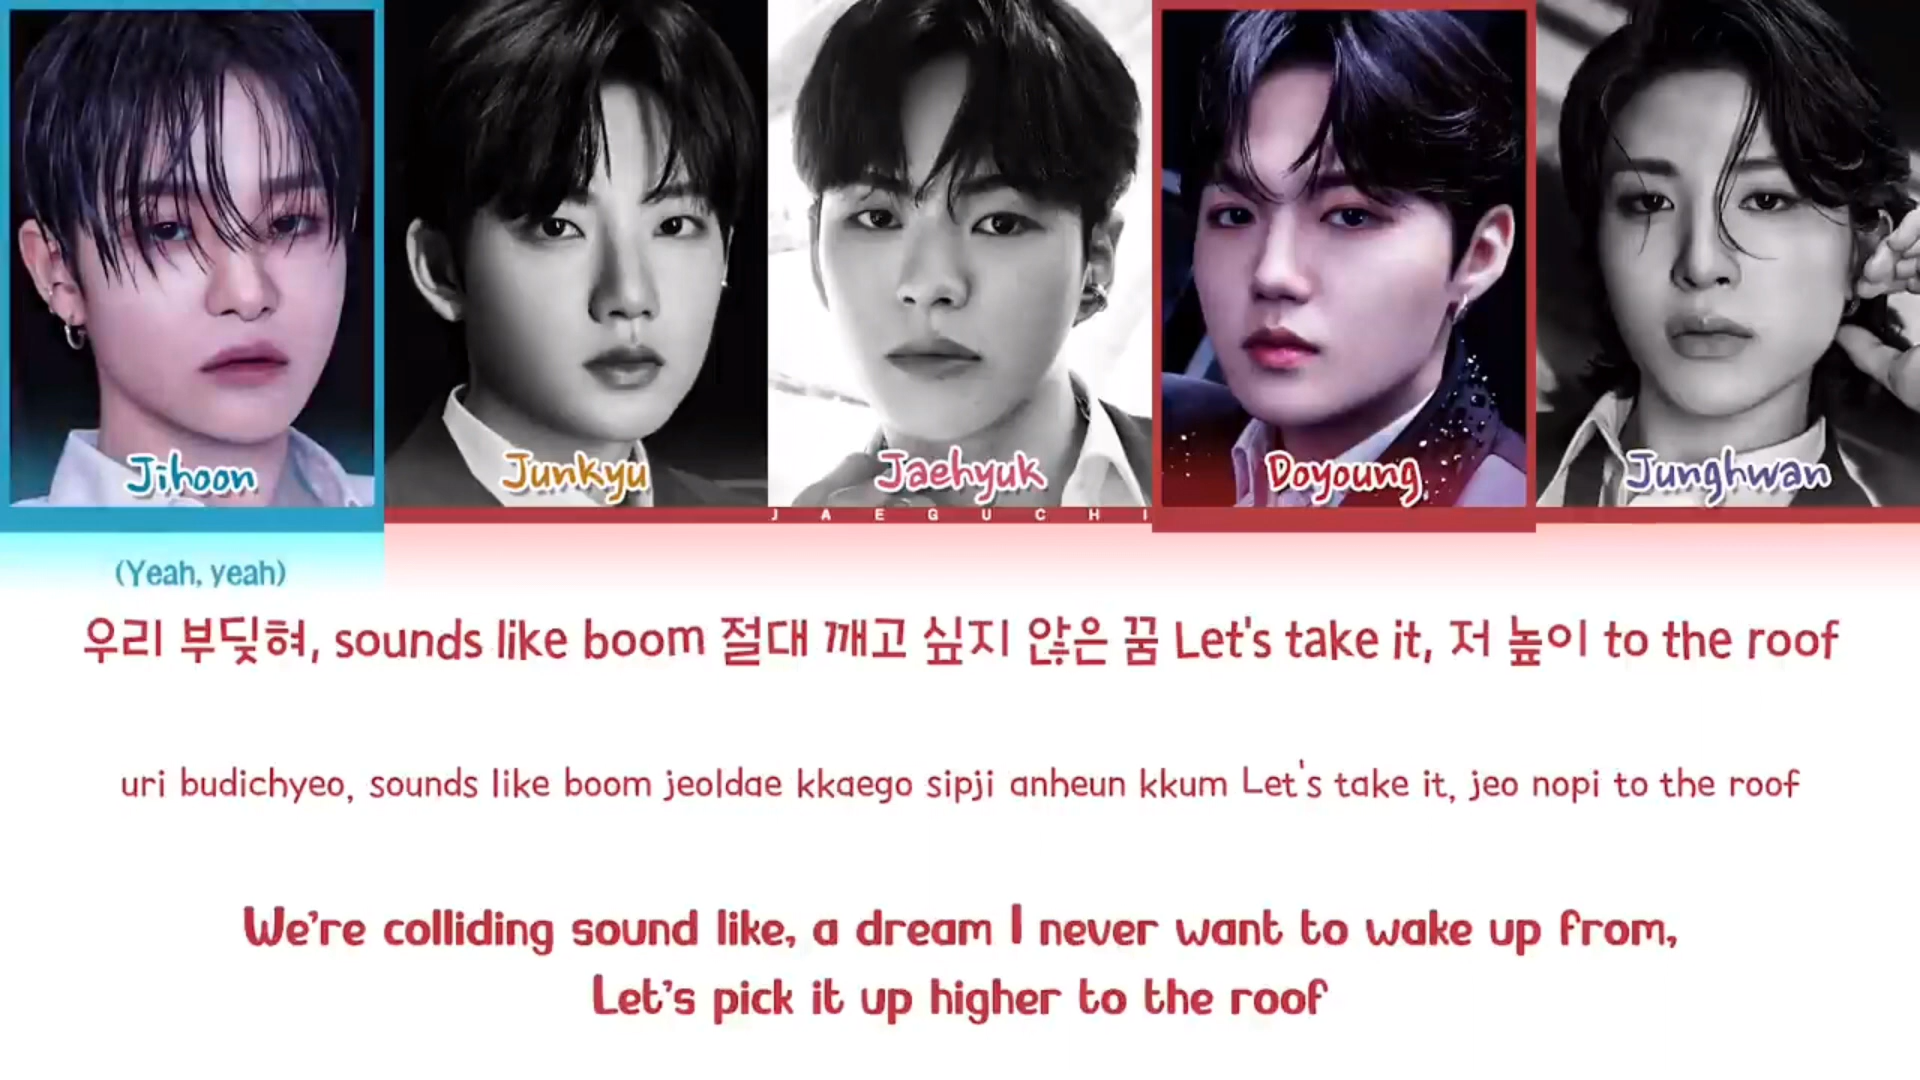 Jihoon
Junkyu
Jaehyuk
Doyoung
Junghwan
JAEGUCHI
(Yeah, yeah)
우리 부딪혀, sounds like boom 절대 깨고 싶지 않은 꿈 Let's take it, 저 높이 to the roof
uri budichyeo, sounds like boom jeoldae kkaego sipji anheun kkum Let's take it, jeo nopi to the roof
We're colliding sound like, a dream I never want to wake up from,
Let's pick it up higher to the roof